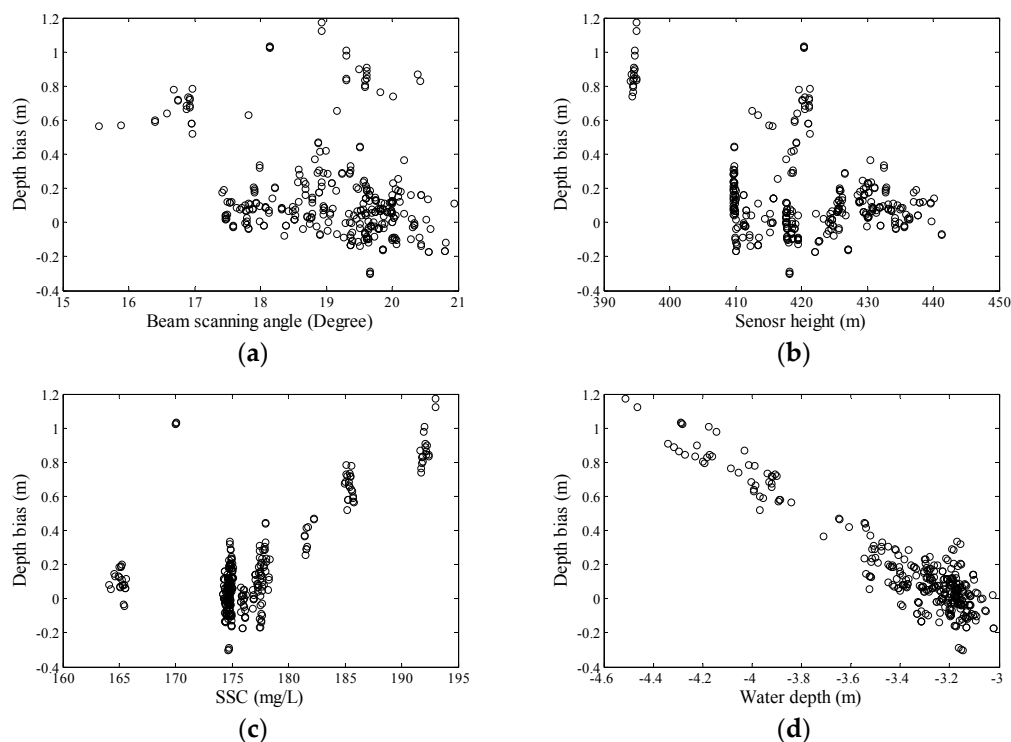 1.2
1
0.8
0.6
0.4
0.2
0
-0.2
-0.4
15 16 17 18 19 20 21
Depth bias (m)
Beam scanning angle (Degree)
(a)
1.2
1
0.8
0.6
0.4
0.2
0
-0.2
-0.4
390 400 410 420 430 440 450
Depth bias (m)
Senosr height (m)
(b)
1.2
1
0.8
0.6
0.4
0.2
0
-0.2
-0.4
160 165 170 175 180 185 190 195
Depth bias (m)
SSC (mg/L)
(c)
1.2
1
0.8
0.6
0.4
0.2
0
-0.2
-0.4
-4.6 -4.4 -4.2 -4 -3.8 -3.6 -3.4 -3.2 -3
Depth bias (m)
Water depth (m)
(d)